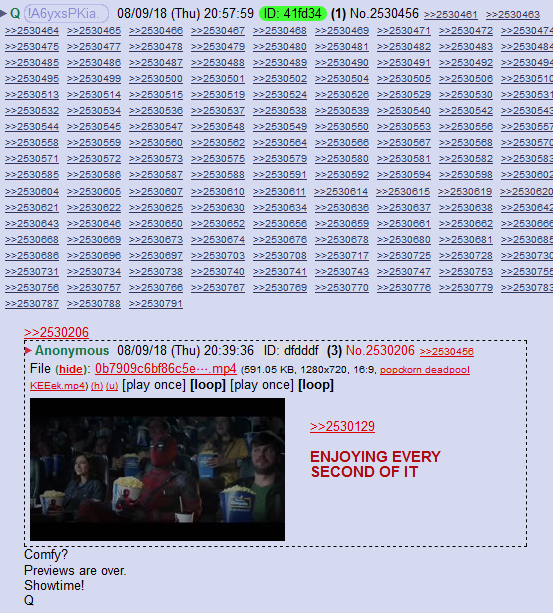 Q !A6yxsPKia. 08/09/18 (Thu) 20:57:59 ID: 41fd34 (1) No.2530456 >>2530461 >>2530463
>>2530464 >>2530465 >>2530466 >>2530467 >>2530468 >>2530469 >>2530471 >>2530472 >>2530474
>>2530475 >>2530477 >>2530478 >>2530479 >>2530480 >>2530481 >>2530482 >>2530483 >>2530484
>>2530485 >>2530486 >>2530487 >>2530488 >>2530489 >>2530490 >>2530491 >>2530492 >>2530494
>>2530496 >>2530499 >>2530500 >>2530501 >>2530502 >>2530504 >>2530505 >>2530506 >>2530510
>>2530513 >>2530514 >>2530515 >>2530519 >>2530524 >>2530526 >>2530529 >>2530530 >>2530531
>>2530532 >>2530534 >>2530536 >>2530537 >>2530538 >>2530539 >>2530540 >>2530542 >>2530543
>>2530544 >>2530546 >>2530547 >>2530548 >>2530549 >>2530550 >>2530553 >>2530556 >>2530557
>>2530558 >>2530559 >>2530560 >>2530562 >>2530564 >>2530566 >>2530567 >>2530568 >>2530570
>>2530571 >>2530572 >>2530573 >>2530575 >>2530579 >>2530580 >>2530581 >>2530582 >>2530583
>>2530585 >>2530586 >>2530587 >>2530588 >>2530591 >>2530592 >>2530594 >>2530598 >>2530602
>>2530604 >>2530605 >>2530607 >>2530610 >>2530611 >>2530614 >>2530615 >>2530619 >>2530620
>>2530621 >>2530622 >>2530625 >>2530630 >>2530634 >>2530636 >>2530637 >>2530638 >>2530642
>>2530643 >>2530646 >>2530650 >>2530652 >>2530656 >>2530659 >>2530661 >>2530662 >>2530666
>>2530668 >>2530669 >>2530673 >>2530674 >>2530676 >>2530678 >>2530680 >>2530681 >>2530685
>>2530686 >>2530696 >>2530697 >>2530703 >>2530708 >>2530717 >>2530725 >>2530728 >>2530730
>>2530731 >>2530734 >>2530738 >>2530740 >>2530741 >>2530743 >>2530747 >>2530753 >>2530755
>>2530756 >>2530757 >>2530766 >>2530767 >>2530769 >>2530770 >>2530776 >>2530779 >>2530783
>>2530787 >>2530788 >>2530791
>>2530206
Anonymous 08/09/18 (Thu) 20:39:36 ID: dfdddf (3) No.2530206 >>2530456
File (hide): 0b7909c6bf86c5e⋯.mp4 (591.05 KB, 1280x720, 16:9, popckorn deadpool
KEEek.mp4) (h) (u) [play once] [loop] [play once] [loop]
>>2530129
ENJOYING EVERY
SECOND OF IT
Comfy?
Previews are over.
Showtime!
Q